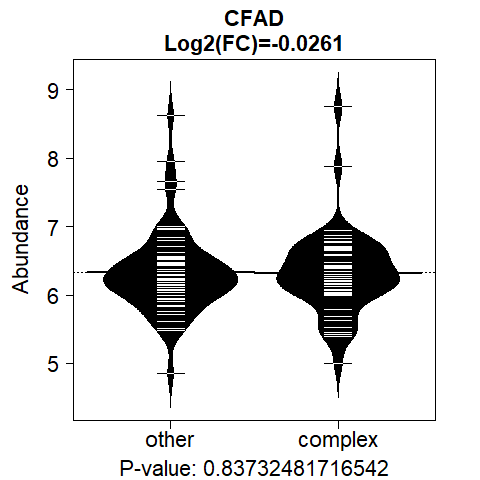 CFAD
Log2(FC)=-0.0261
Abundance
9
8
7
6
5
other complex
P-value: 0.83732481716542